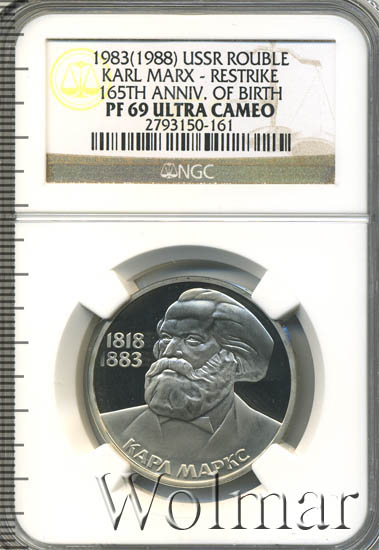 1983(1988) USSR ROUBLE
KARL MARX - RESTRIKE
165TH ANNIV. OF BIRTH
PF 69 ULTRA CAMEO
2793150-161
NGC
1818
1883
КАРЛ МАРКС
Wolmar